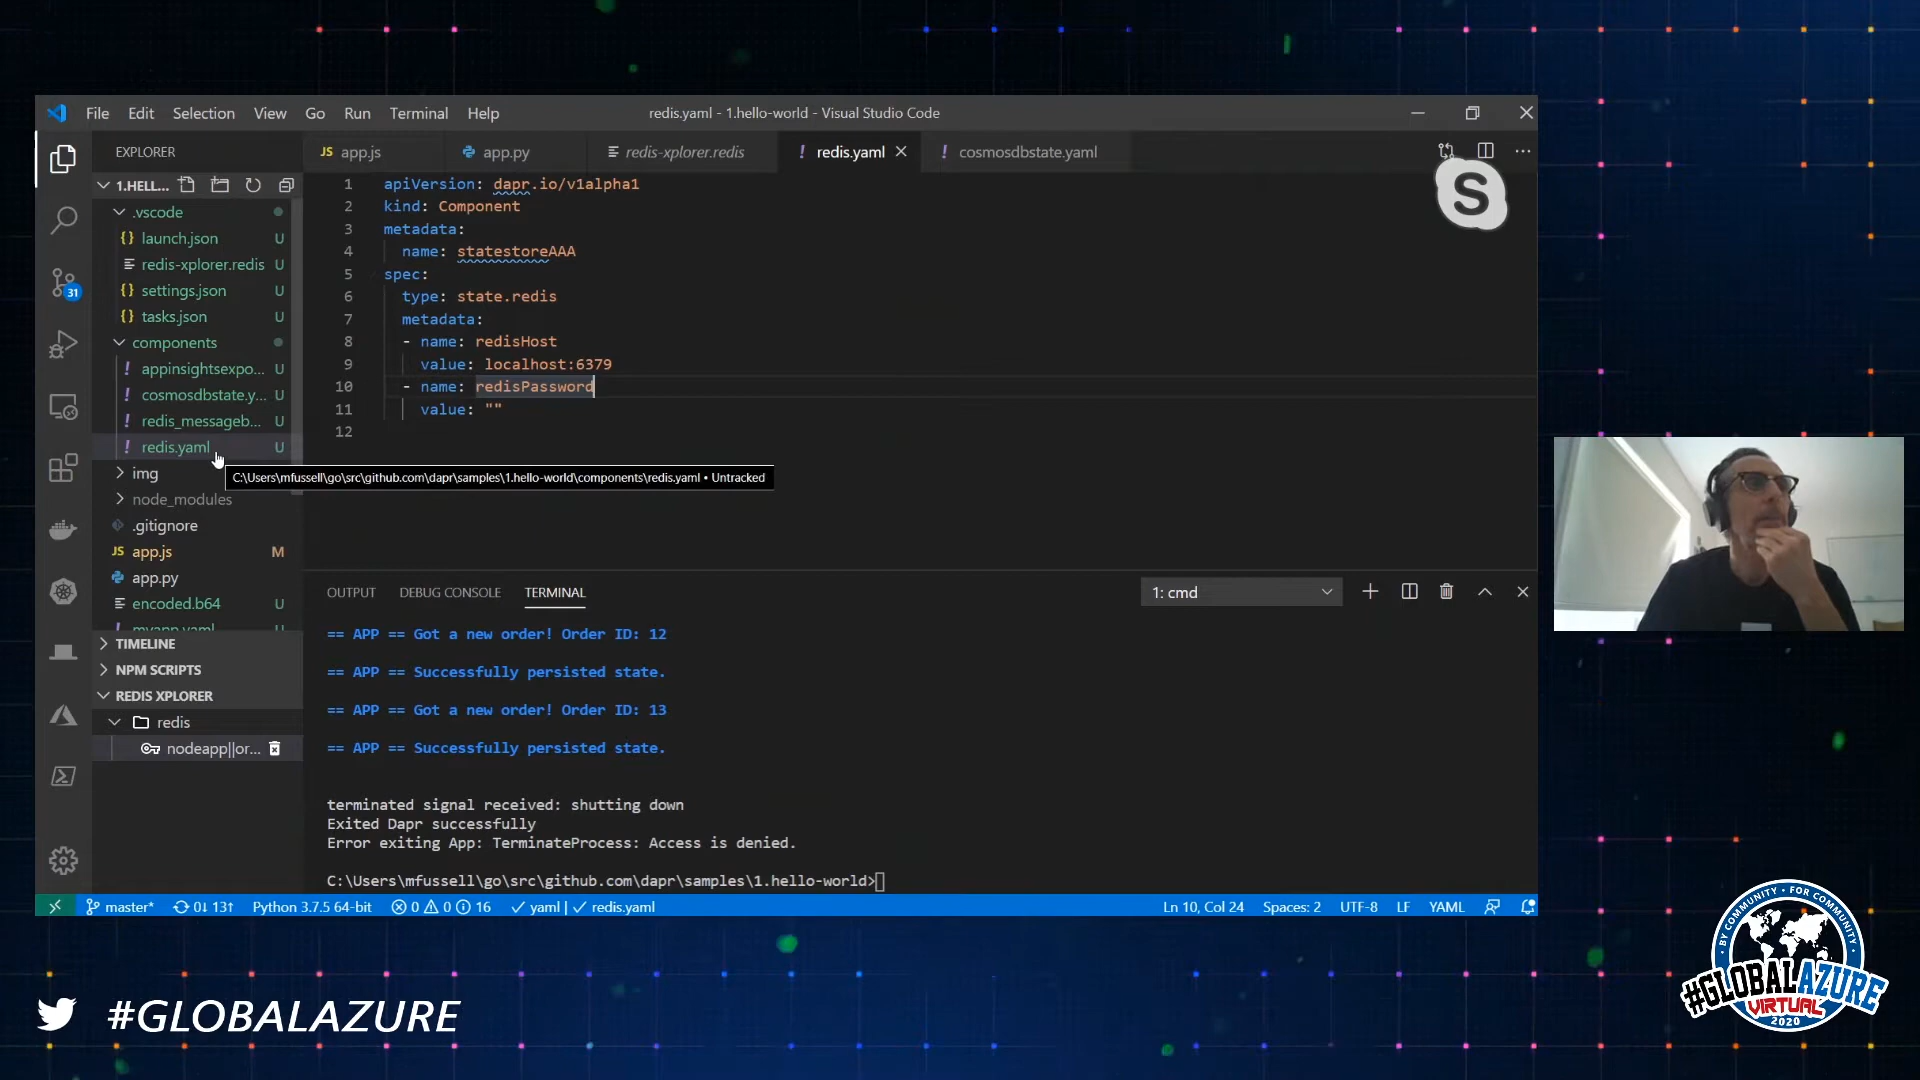 File Edit Selection View Go Run Terminal Help
redis.yaml - 1.hello-world - Visual Studio Code
EXPLORER
JS app.js
app.py
redis-xplorer.redis
! redis.yaml
! cosmosdbstate.yaml
1.HELL...
.vscode
{} launch.json U
redis-xplorer.redis U
{} settings.json U
{} tasks.json U
components
! appinsightsexpo... U
! cosmosdbstate.y... U
! redis_messageb... U
! redis.yaml U
img
node_modules
.gitignore
JS app.js M
app.py
encoded.b64 U
myapp.yaml U
TIMELINE
NPM SCRIPTS
REDIS XPLORER
redis
nodeapp||or...
31
1 apiVersion: dapr.io/v1alpha1
2 kind: Component
3 metadata:
4 name: statestoreAAA
5 spec:
6 type: state.redis
7 metadata:
8 - name: redisHost
9 value: localhost:6379
10 - name: redisPassword
11 value: ""
12
C:\Users\mfussell\go\src\github.com\dapr\samples\1.hello-world\components\redis.yaml • Untracked
S
OUTPUT DEBUG CONSOLE TERMINAL
1: cmd
== APP == Got a new order! Order ID: 12
== APP == Successfully persisted state.
== APP == Got a new order! Order ID: 13
== APP == Successfully persisted state.
terminated signal received: shutting down
Exited Dapr successfully
Error exiting App: TerminateProcess: Access is denied.
C:\Users\mfussell\go\src\github.com\dapr\samples\1.hello-world>
master* 0↓ 13↑ Python 3.7.5 64-bit 0 0 16 ✓ yaml | ✓ redis.yaml
Ln 10, Col 24 Spaces: 2 UTF-8 LF YAML
#GLOBALAZURE
BY COMMUNITY • FOR COMMUNITY
#GLOBALAZURE
VIRTUAL
2020